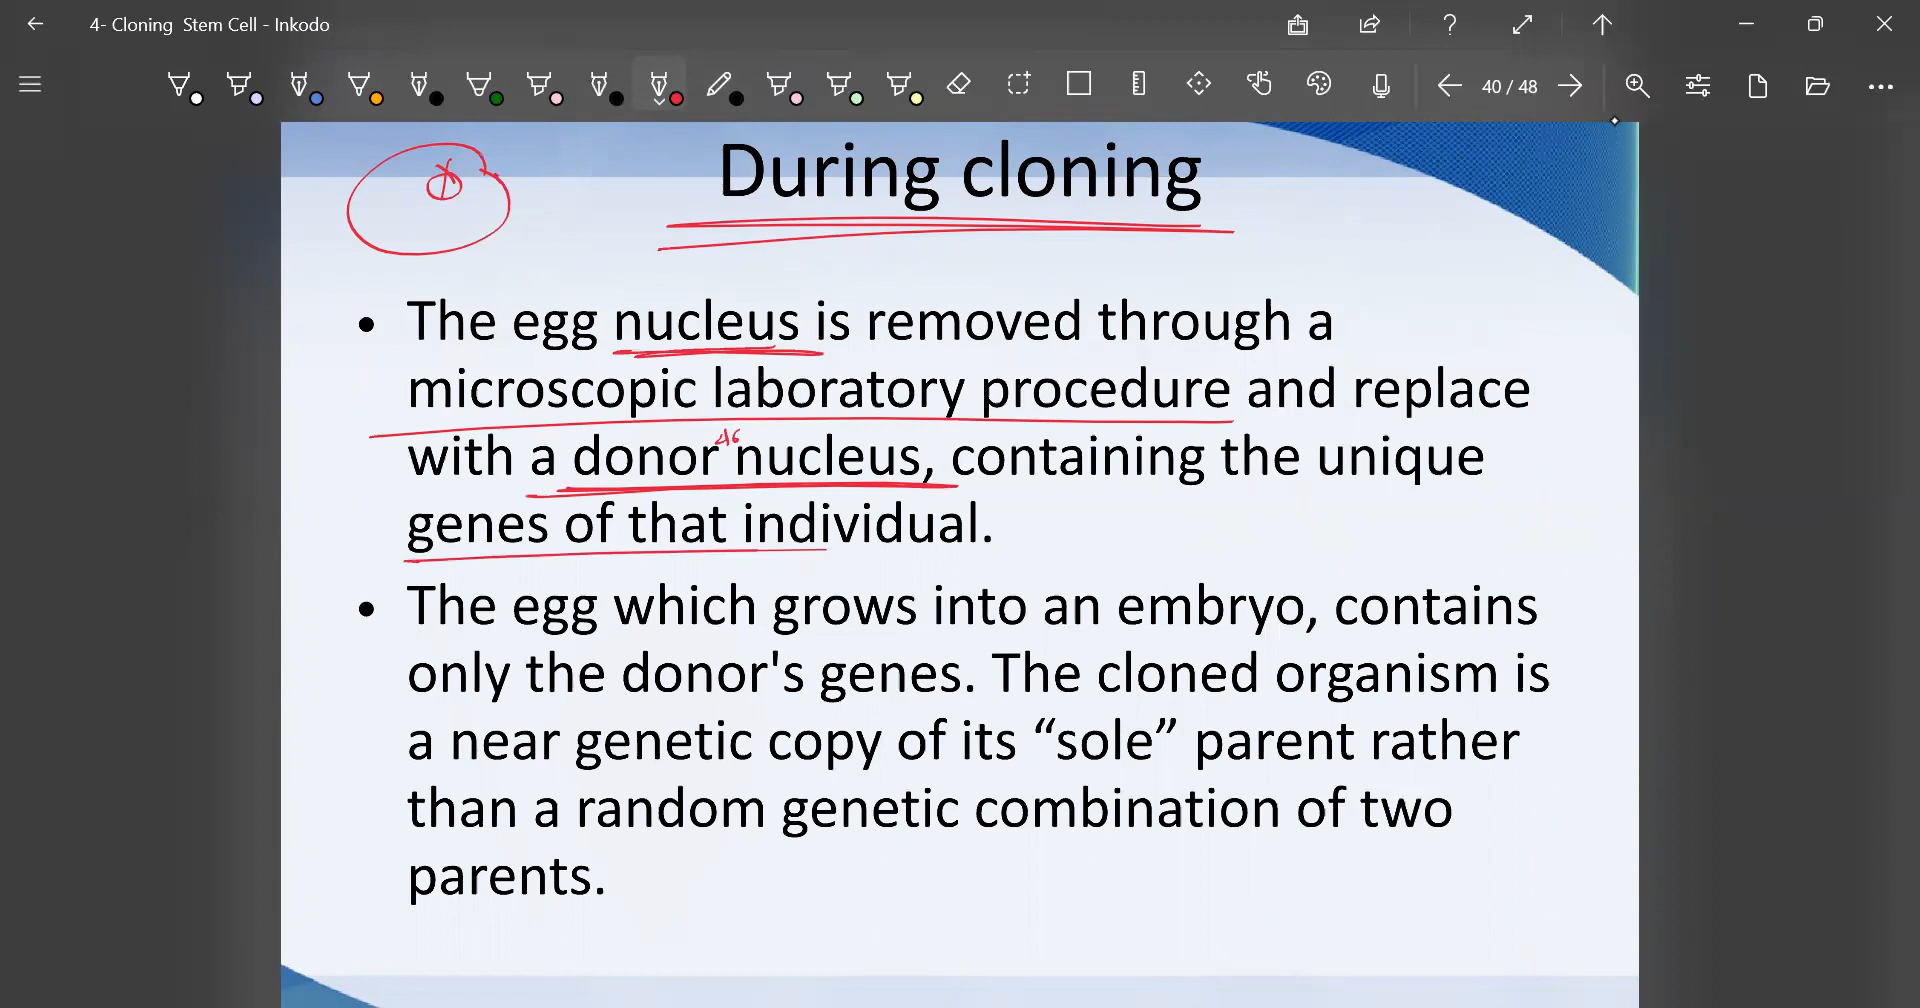 4- Cloning  Stem Cell - Inkodo
40 / 48
During cloning
• The egg nucleus is removed through a
microscopic laboratory procedure and replace
46
with a donor nucleus, containing the unique
genes of that individual.
• The egg which grows into an embryo, contains
only the donor's genes. The cloned organism is
a near genetic copy of its “sole” parent rather
than a random genetic combination of two
parents.